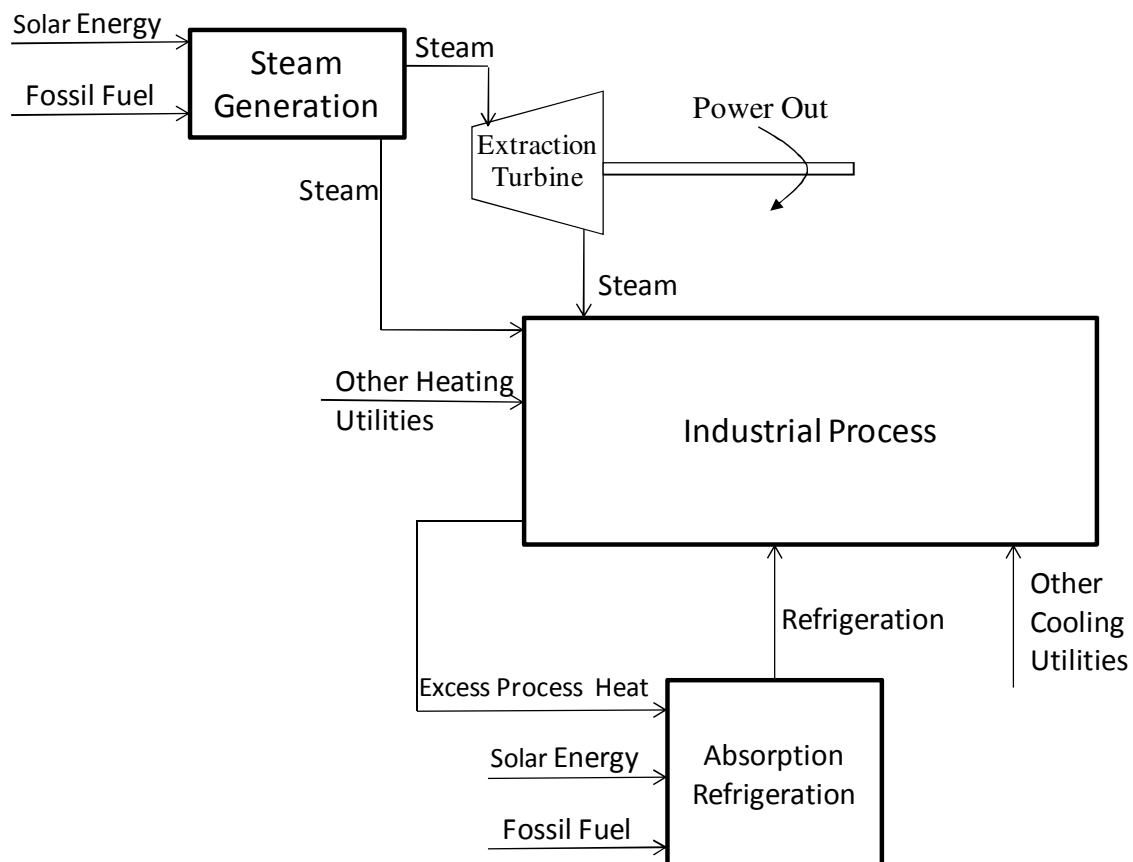 Solar Energy
Fossil Fuel
Steam
Generation
Steam
Steam
Extraction
Turbine
Power Out
Steam
Other Heating
Utilities
Industrial Process
Refrigeration
Other
Cooling
Utilities
Excess Process Heat
Solar Energy
Fossil Fuel
Absorption
Refrigeration